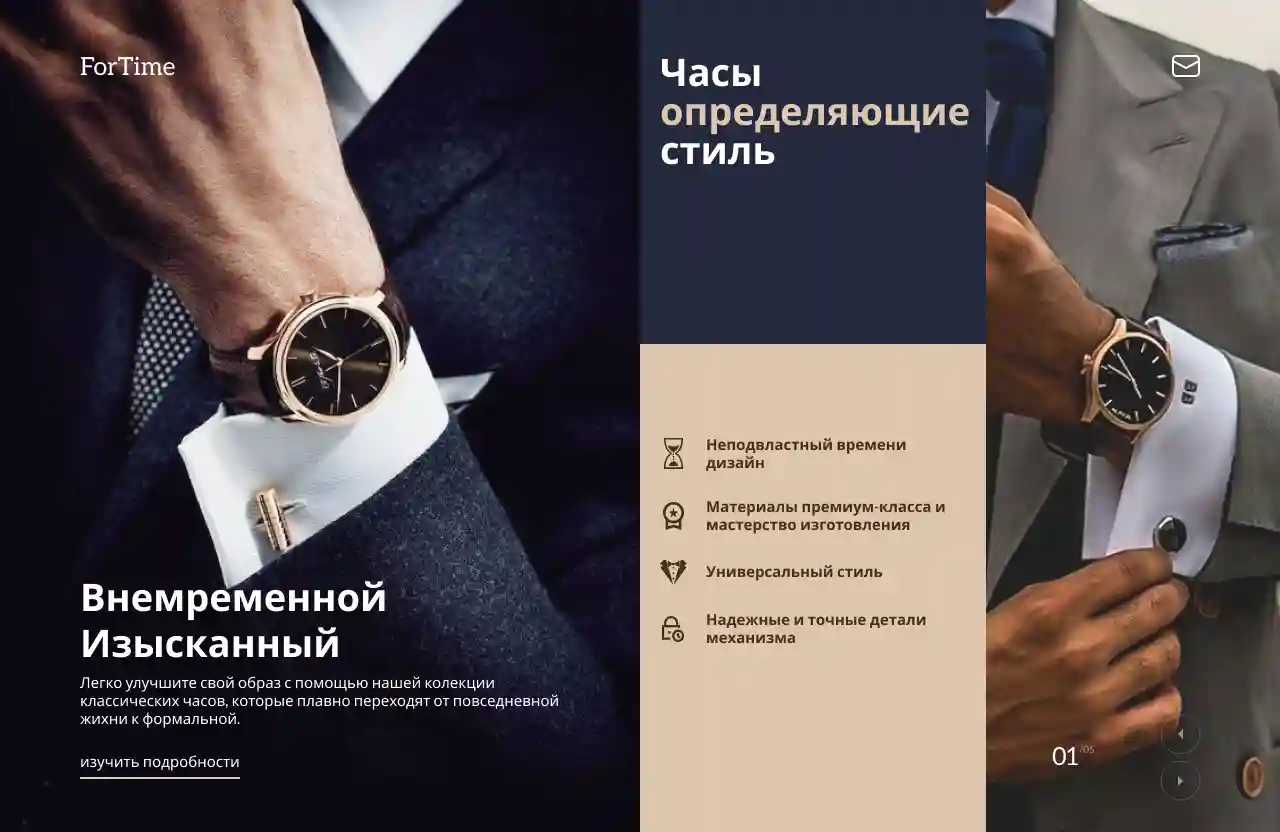 ForTime
Часы
определяющие
стиль
Неподвластный времени
дизайн
Материалы премиум-класса и
мастерство изготовления
Универсальный стиль
Надежные и точные детали
механизма
Внемременной
Изысканный
Легко улучшите свой образ с помощью нашей колекции
классических часов, которые плавно переходят от повседневной
жихни к формальной.
изучить подробности
01 /05